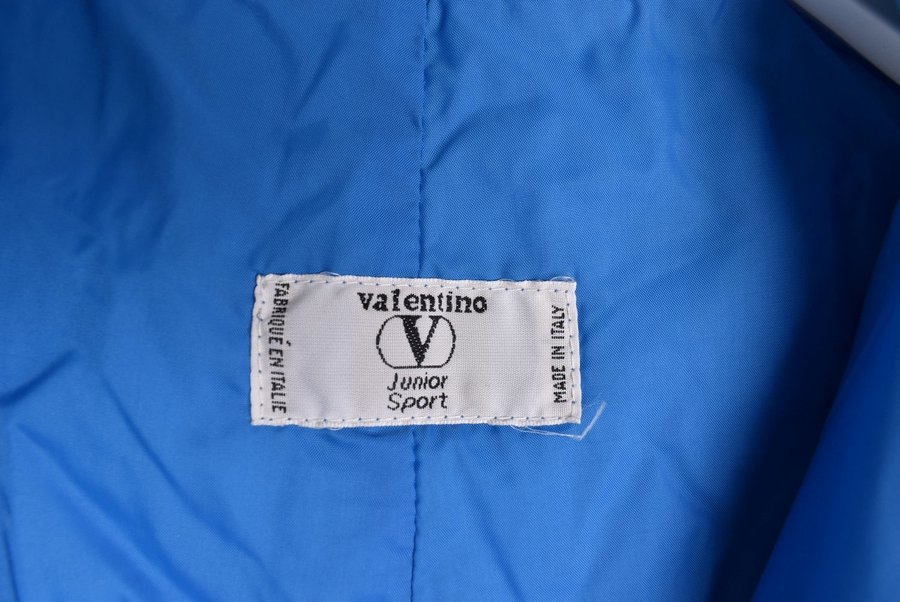 FABRIQUÉ EN ITALIE
valentino
V
Junior
Sport
MADE IN ITALY